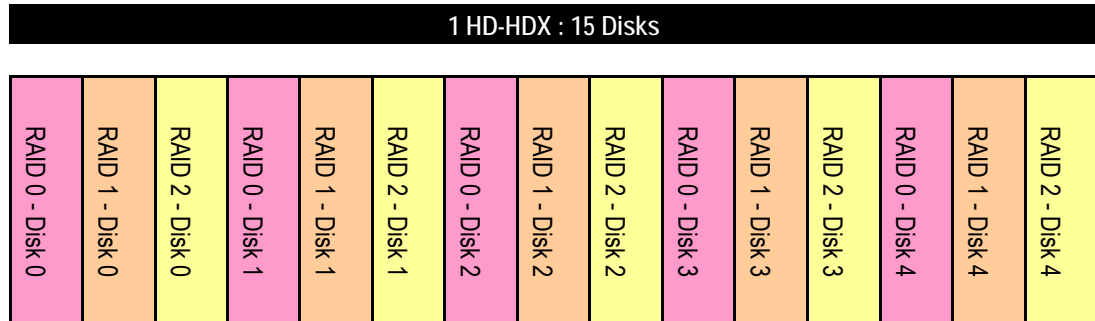 1 HD-HDX : 15 Disks
RAID 0 - Disk 0
RAID 1 - Disk 0
RAID 2 - Disk 0
RAID 0 - Disk 1
RAID 1 - Disk 1
RAID 2 - Disk 1
RAID 0 - Disk 2
RAID 1 - Disk 2
RAID 2 - Disk 2
RAID 0 - Disk 3
RAID 1 - Disk 3
RAID 2 - Disk 3
RAID 0 - Disk 4
RAID 1 - Disk 4
RAID 2 - Disk 4